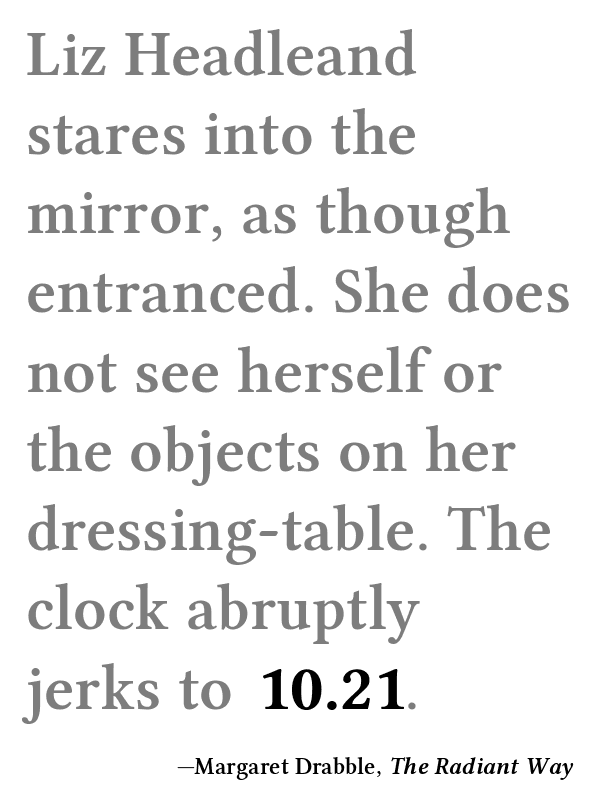 Liz Headleand
stares into the
mirror, as though
entranced. She does
not see herself or
the objects on her
dressing-table. The
clock abruptly
jerks to 10.21.
—Margaret Drabble, The Radiant Way